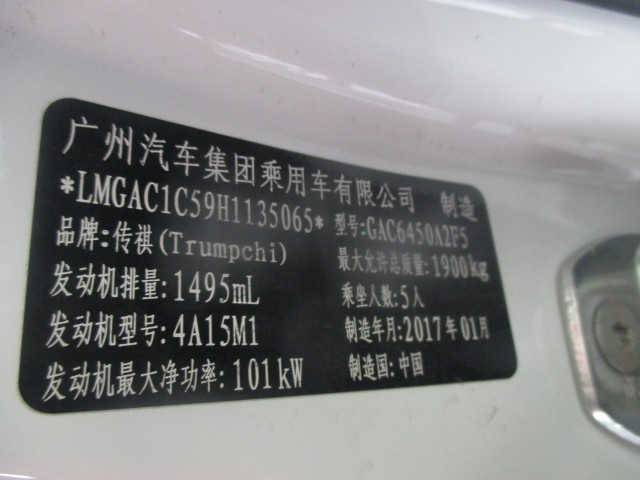 广州汽车集团乘用车有限公司 制造
*LMGAC1C59H1135065* 型号:GAC6450A2F5
品牌:传祺(Trumpchi) 最大允许总质量:1900kg
发动机排量:1495mL 乘坐人数:5人
发动机型号:4A15M1 制造年月:2017年01月
发动机最大净功率:101kW 制造国:中国